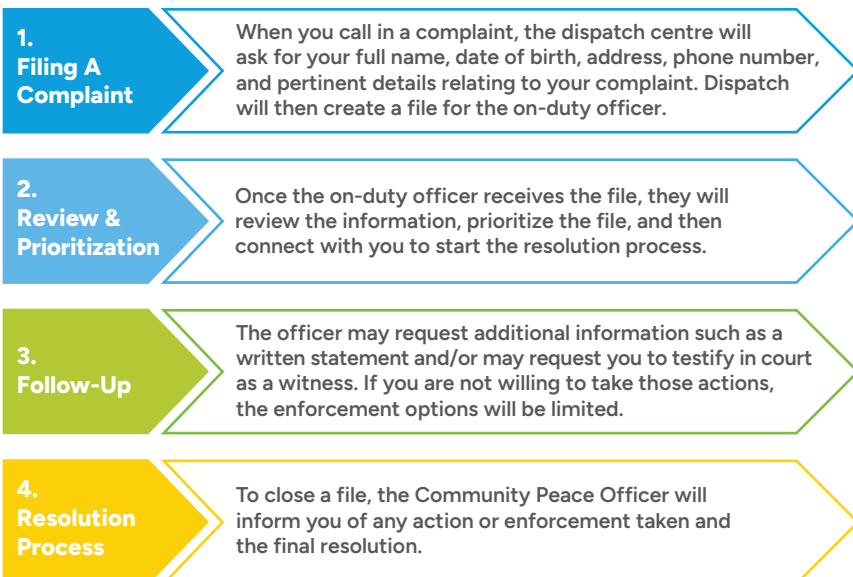 1.
Filing A
Complaint
When you call in a complaint, the dispatch centre will
ask for your full name, date of birth, address, phone number,
and pertinent details relating to your complaint. Dispatch
will then create a file for the on-duty officer.
2.
Review &
Prioritization
Once the on-duty officer receives the file, they will
review the information, prioritize the file, and then
connect with you to start the resolution process.
3.
Follow-Up
The officer may request additional information such as a
written statement and/or may request you to testify in court
as a witness. If you are not willing to take those actions,
the enforcement options will be limited.
4.
Resolution
Process
To close a file, the Community Peace Officer will
inform you of any action or enforcement taken and
the final resolution.